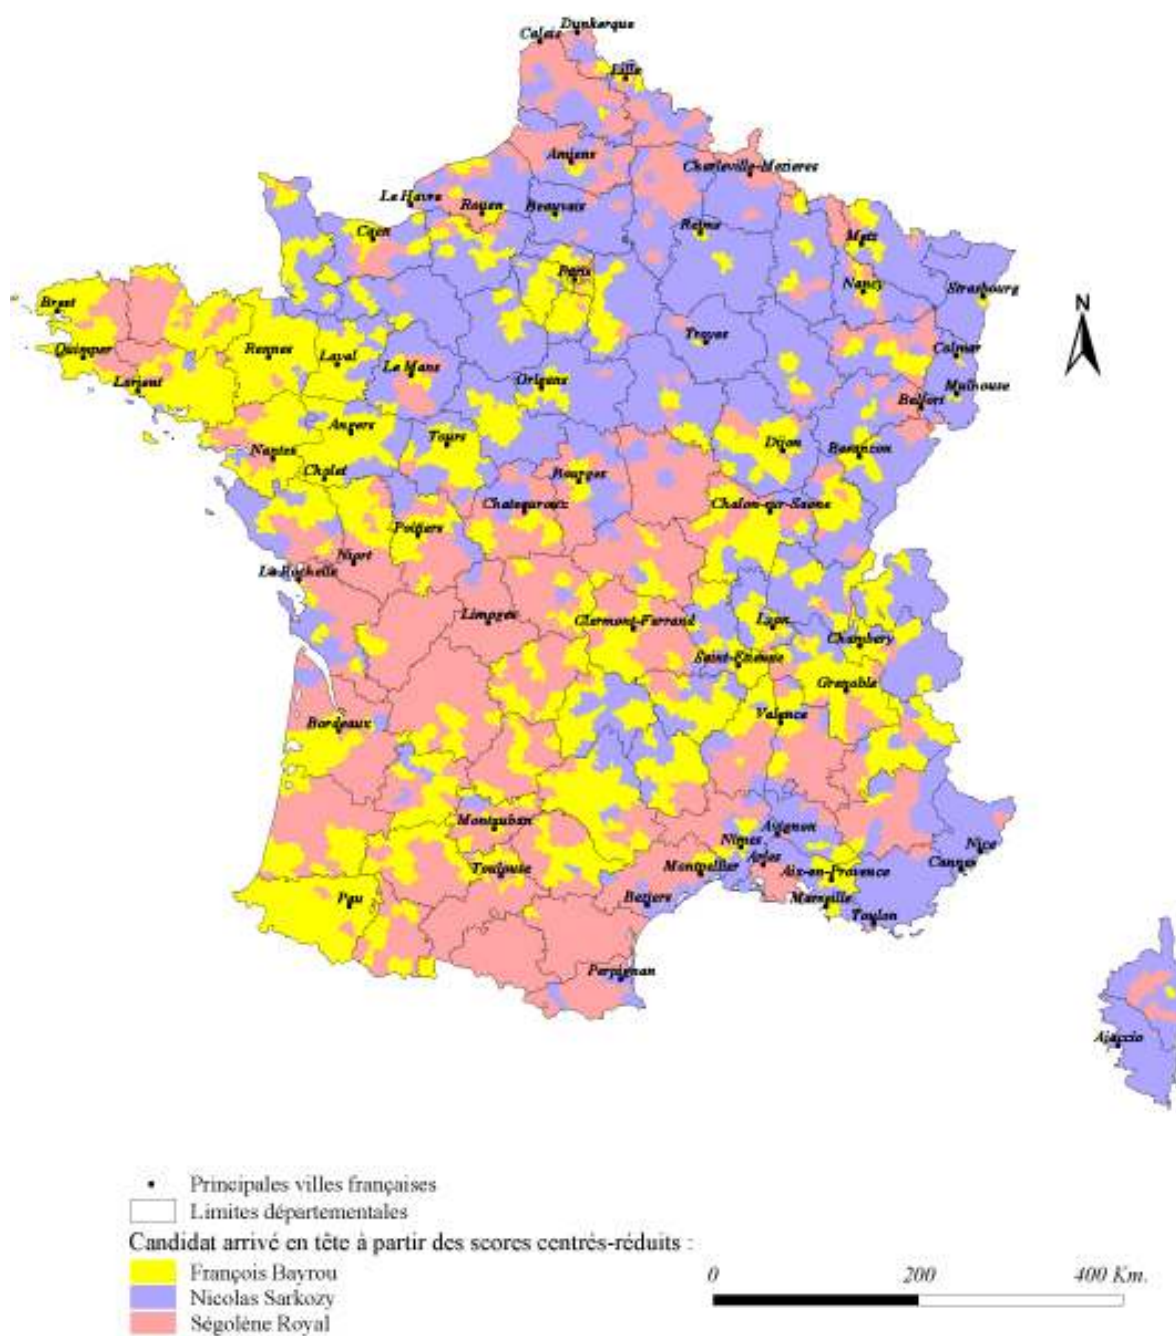 Dunkerque
Calais
Lille
Amiens
Charleville-Mezieres
Le Havre
Rouen
Beauvais
Reims
Metz
Caen
Paris
Nancy
Strasbourg
N
Brest
Troyes
Quimper
Rennes
Laval
Le Mans
Orleans
Colmar
Mulhouse
Lorient
Belfort
Angers
Tours
Dijon
Besancon
Nantes
Cholet
Bourges
Chateauroux
Chalon-sur-Saone
Poitiers
Niort
La Rochelle
Limoges
Clermont-Ferrand
Lyon
Chambery
Saint-Etienne
Grenoble
Bordeaux
Valence
Montauban
Avignon
Nimes
Nice
Toulouse
Montpellier
Arles
Aix-en-Provence
Cannes
Pau
Beziers
Marseille
Toulon
Perpignan
Ajaccio
Principales villes françaises
Limites départementales
Candidat arrivé en tête à partir des scores centrés-réduits :
François Bayrou
Nicolas Sarkozy
Ségolène Royal
0 200 400 Km.